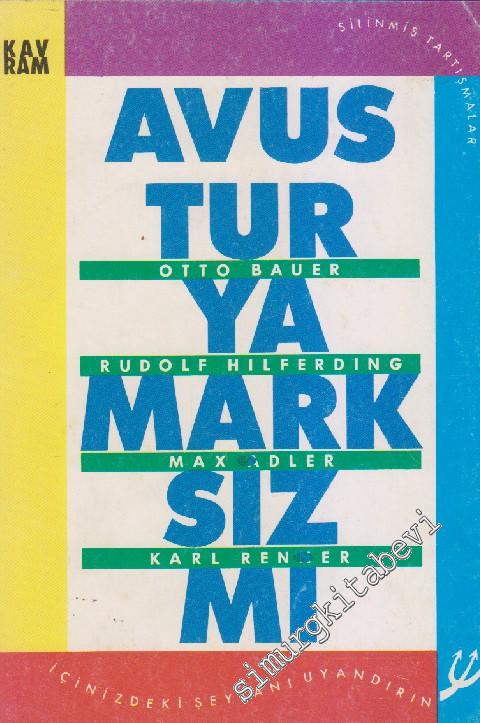 KAV
RAM
SİLİNMİŞ TARTIŞMALAR
AVUS
TUR
OTTO BAUER
YA
RUDOLF HILFERDING
MARK
MAX ADLER
SİZ
KARL RENNER
Mİ
İÇİNİZDEKİ ŞEYTANI UYANDIRIN
simurgkitabevi